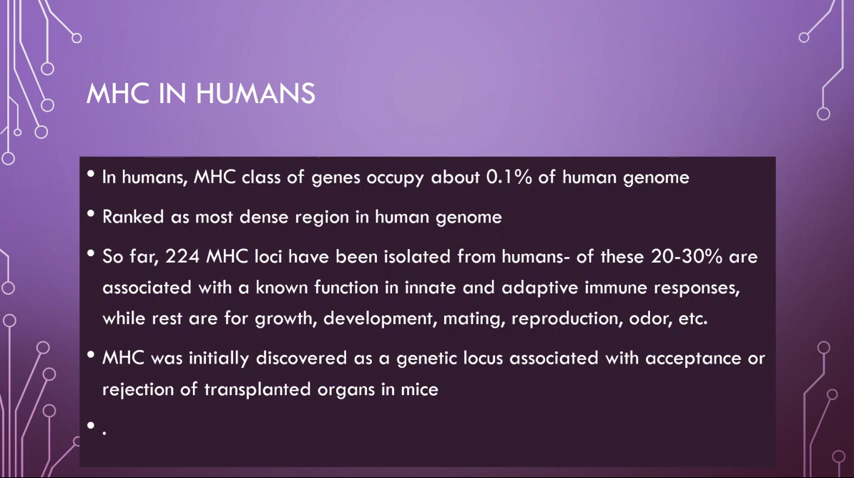 MHC IN HUMANS
• In humans, MHC class of genes occupy about 0.1% of human genome
• Ranked as most dense region in human genome
• So far, 224 MHC loci have been isolated from humans- of these 20-30% are
associated with a known function in innate and adaptive immune responses,
while rest are for growth, development, mating, reproduction, odor, etc.
• MHC was initially discovered as a genetic locus associated with acceptance or
rejection of transplanted organs in mice
• .